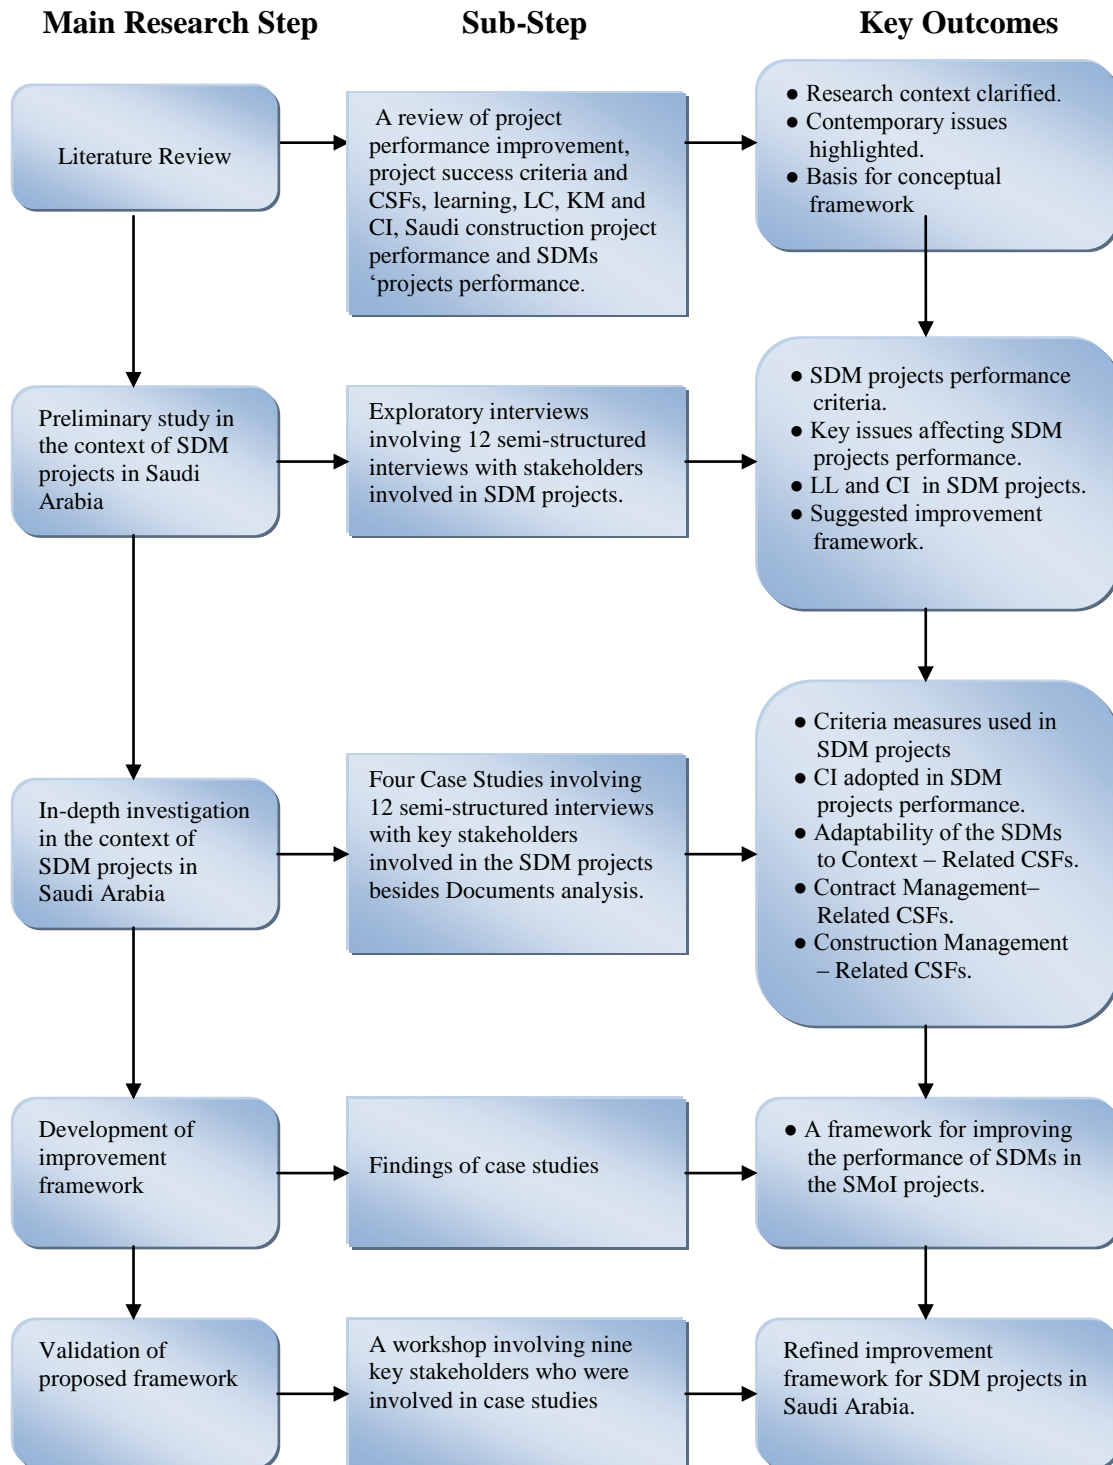 Main Research Step
Sub-Step
Key Outcomes
Literature Review
A review of project
performance improvement,
project success criteria and
CSFs, learning, LC, KM and
CI, Saudi construction project
performance and SDMs
‘projects performance.
● Research context clarified.
● Contemporary issues
highlighted.
● Basis for conceptual
framework
Preliminary study in
the context of SDM
projects in Saudi
Arabia
Exploratory interviews
involving 12 semi-structured
interviews with stakeholders
involved in SDM projects.
● SDM projects performance
criteria.
● Key issues affecting SDM
projects performance.
● LL and CI in SDM projects.
● Suggested improvement
framework.
In-depth investigation
in the context of
SDM projects in
Saudi Arabia
Four Case Studies involving
12 semi-structured interviews
with key stakeholders
involved in the SDM projects
besides Documents analysis.
● Criteria measures used in
SDM projects
● CI adopted in SDM
projects performance.
● Adaptability of the SDMs
to Context – Related CSFs.
● Contract Management–
Related CSFs.
● Construction Management
– Related CSFs.
Development of
improvement
framework
Findings of case studies
● A framework for improving
the performance of SDMs in
the SMoI projects.
Validation of
proposed framework
A workshop involving nine
key stakeholders who were
involved in case studies
Refined improvement
framework for SDM projects in
Saudi Arabia.